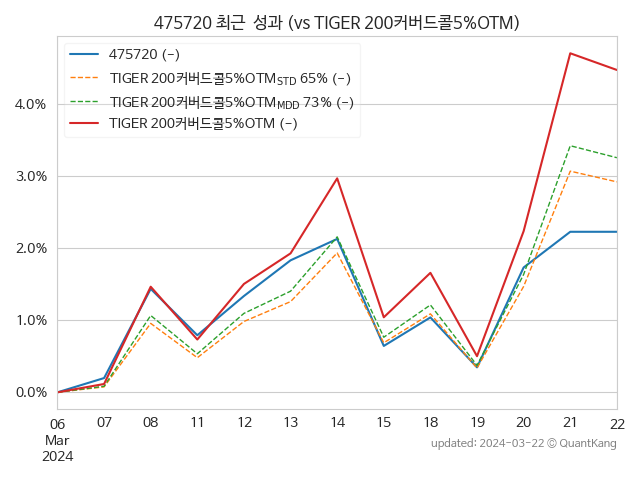 475720 최근 성과 (vs TIGER 200커버드콜5%OTM)
475720 (-)
TIGER 200커버드콜5%OTM STD 65% (-)
TIGER 200커버드콜5%OTM MDD 73% (-)
TIGER 200커버드콜5%OTM (-)
4.0%
3.0%
2.0%
1.0%
0.0%
06 07 08 11 12 13 14 15 18 19 20 21 22
Mar
2024
updated: 2024-03-22 © QuantKang